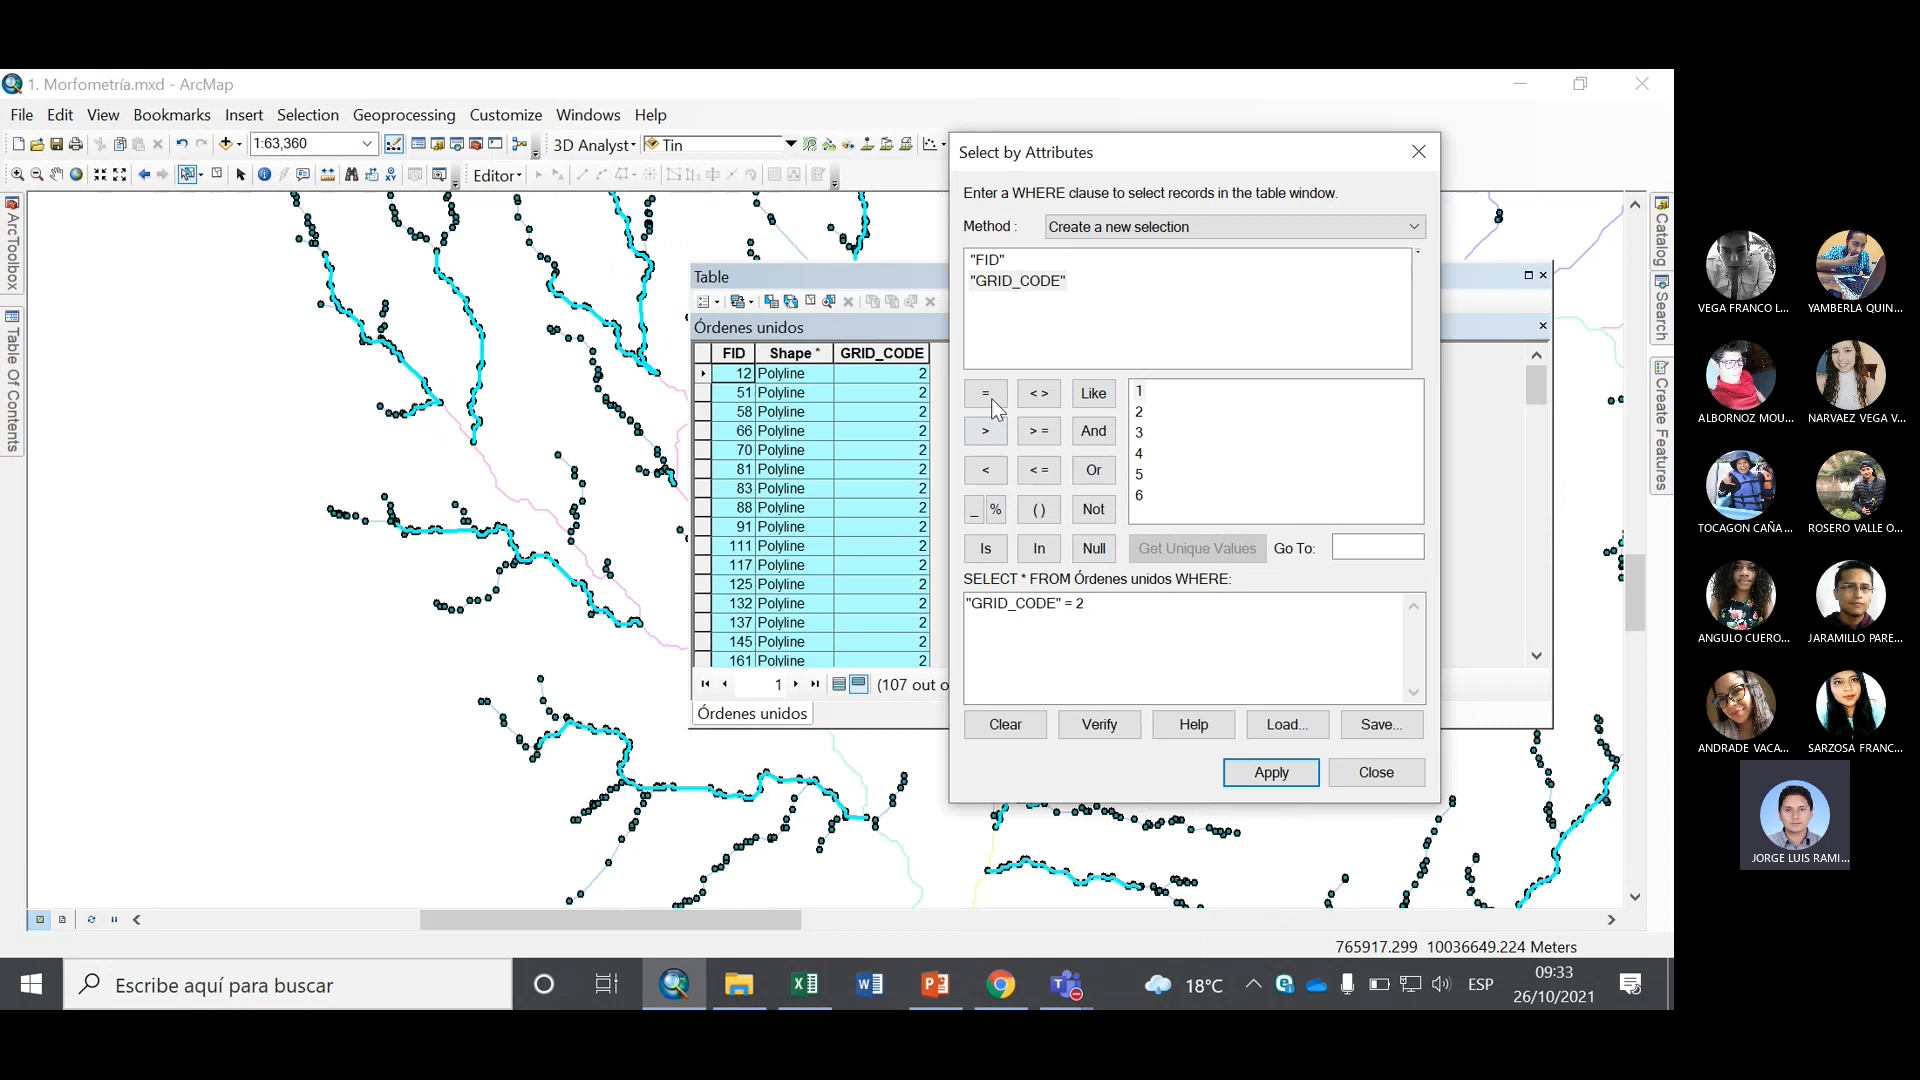 1. Morfometría.mxd - ArcMap
File Edit View Bookmarks Insert Selection Geoprocessing Customize Windows Help
1:63,360
3D Analyst
Tin
Editor
ArcToolbox
Table Of Contents
Catalog
Search
Create Features
Table
Órdenes unidos
FID Shape * GRID_CODE
12 Polyline 2
51 Polyline 2
58 Polyline 2
66 Polyline 2
70 Polyline 2
81 Polyline 2
83 Polyline 2
88 Polyline 2
91 Polyline 2
111 Polyline 2
117 Polyline 2
125 Polyline 2
132 Polyline 2
137 Polyline 2
145 Polyline 2
161 Polyline 2
1
(107 out o
Órdenes unidos
Select by Attributes
Enter a WHERE clause to select records in the table window.
Method : Create a new selection
"FID"
"GRID_CODE"
= < > Like
> > = And
< < = Or
_ % ( ) Not
Is In Null
1
2
3
4
5
6
Get Unique Values Go To:
SELECT * FROM Órdenes unidos WHERE:
"GRID_CODE" = 2
Clear Verify Help Load... Save...
Apply Close
765917.299 10036649.224 Meters
Escribe aquí para buscar
18°C
ESP
09:33
26/10/2021
VEGA FRANCO L... YAMBERLA QUIN...
ALBORNOZ MOU... NARVAEZ VEGA V...
TOCAGON CAÑA ... ROSERO VALLE O...
ANGULO CUERO... JARAMILLO PARE...
ANDRADE VACA... SARZOSA FRANC...
JORGE LUIS RAMI...